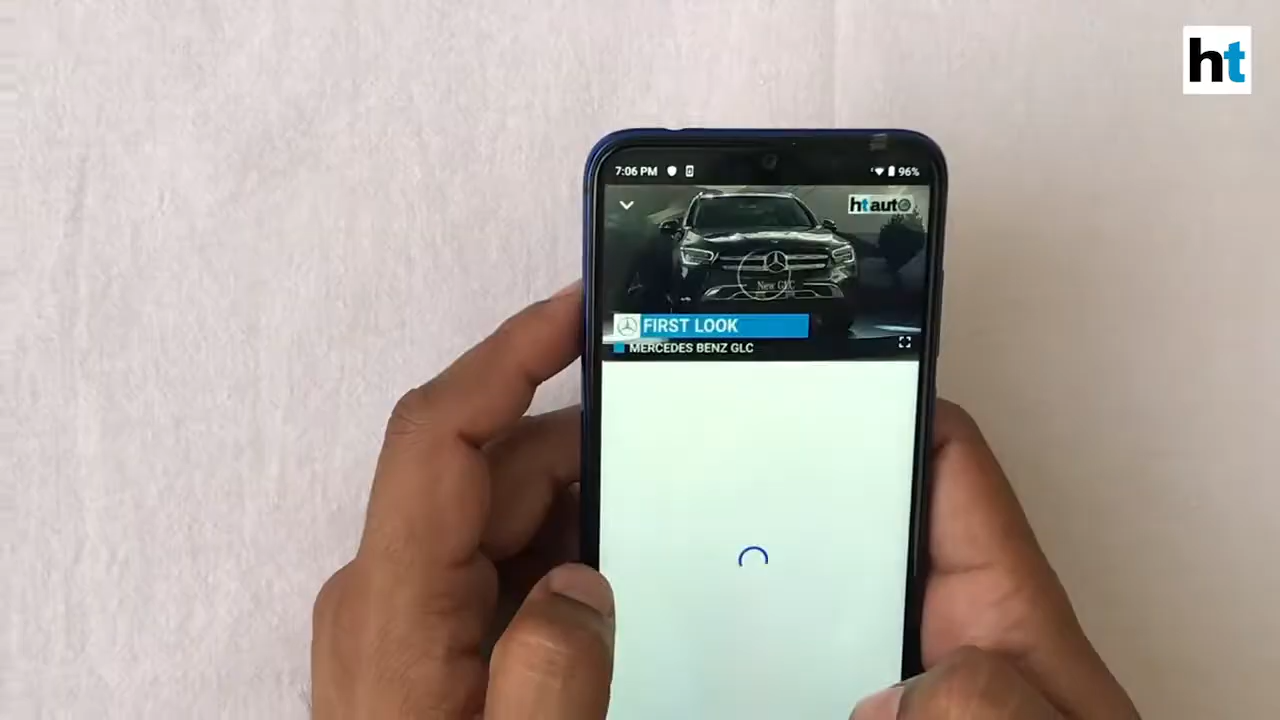 ht
7:06 PM
96%
htauto
New GLC
FIRST LOOK
MERCEDES BENZ GLC